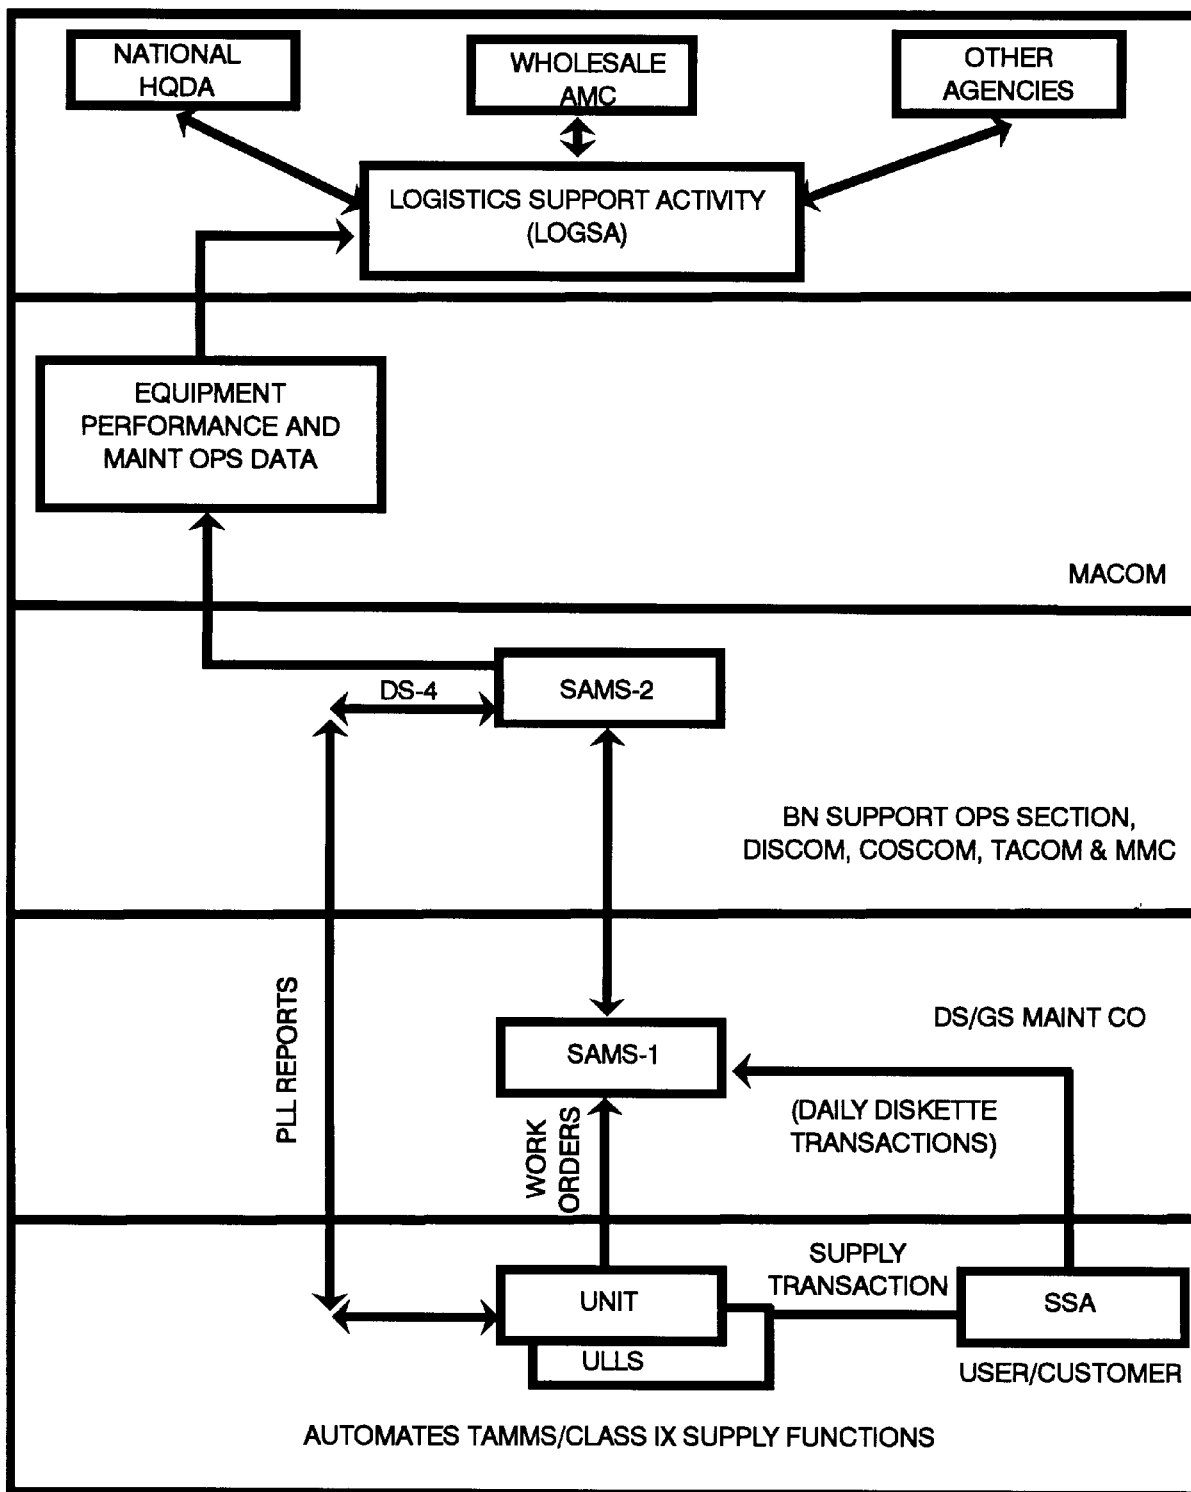 NATIONAL
HQDA
WHOLESALE
AMC
OTHER
AGENCIES
LOGISTICS SUPPORT ACTIVITY
(LOGSA)
EQUIPMENT
PERFORMANCE AND
MAINT OPS DATA
MACOM
DS-4
SAMS-2
BN SUPPORT OPS SECTION,
DISCOM, COSCOM, TACOM & MMC
PLL REPORTS
DS/GS MAINT CO
SAMS-1
(DAILY DISKETTE
TRANSACTIONS)
WORK
ORDERS
SUPPLY
TRANSACTION
UNIT
SSA
ULLS
USER/CUSTOMER
AUTOMATES TAMMS/CLASS IX SUPPLY FUNCTIONS